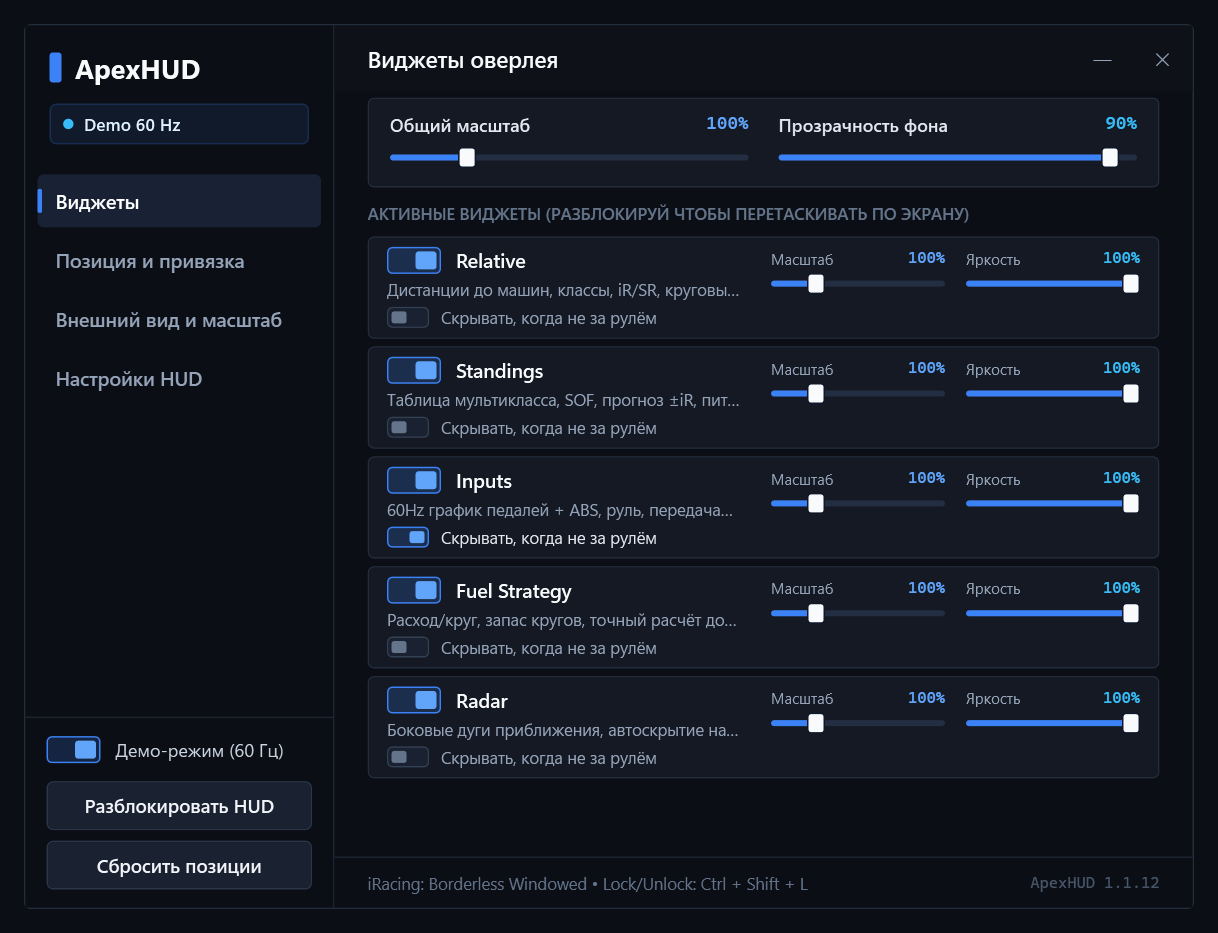 ApexHUD
Demo 60 Hz
Виджеты
Позиция и привязка
Внешний вид и масштаб
Настройки HUD
Демо-режим (60 Гц)
Разблокировать HUD
Сбросить позиции
Виджеты оверлея
Общий масштаб 100%
Прозрачность фона 90%
АКТИВНЫЕ ВИДЖЕТЫ (РАЗБЛОКИРУЙ ЧТОБЫ ПЕРЕТАСКИВАТЬ ПО ЭКРАНУ)
Relative
Дистанции до машин, классы, iR/SR, круговы...
Скрывать, когда не за рулём
Масштаб 100%
Яркость 100%
Standings
Таблица мультикласса, SOF, прогноз ±iR, пит...
Скрывать, когда не за рулём
Масштаб 100%
Яркость 100%
Inputs
60Hz график педалей + ABS, руль, передача...
Скрывать, когда не за рулём
Масштаб 100%
Яркость 100%
Fuel Strategy
Расход/круг, запас кругов, точный расчёт до...
Скрывать, когда не за рулём
Масштаб 100%
Яркость 100%
Radar
Боковые дуги приближения, автоскрытие на...
Скрывать, когда не за рулём
Масштаб 100%
Яркость 100%
iRacing: Borderless Windowed • Lock/Unlock: Ctrl + Shift + L
ApexHUD 1.1.12